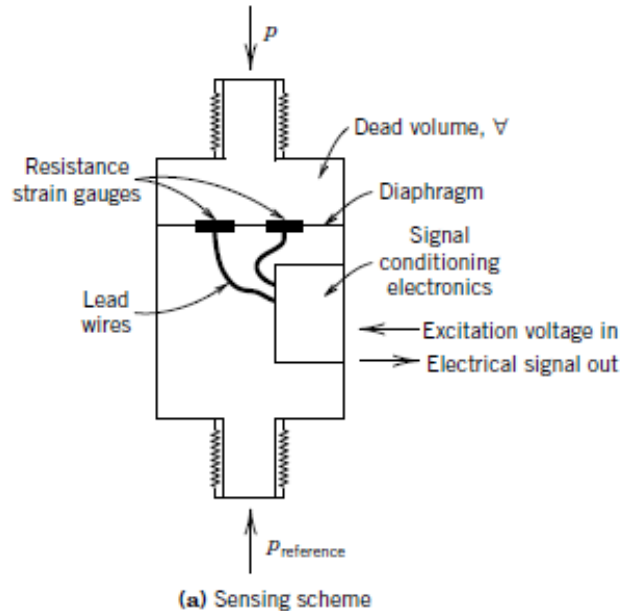 p
Dead volume, ∀
Resistance
strain gauges
Diaphragm
Signal
conditioning
electronics
Lead
wires
Excitation voltage in
Electrical signal out
p reference
(a) Sensing scheme